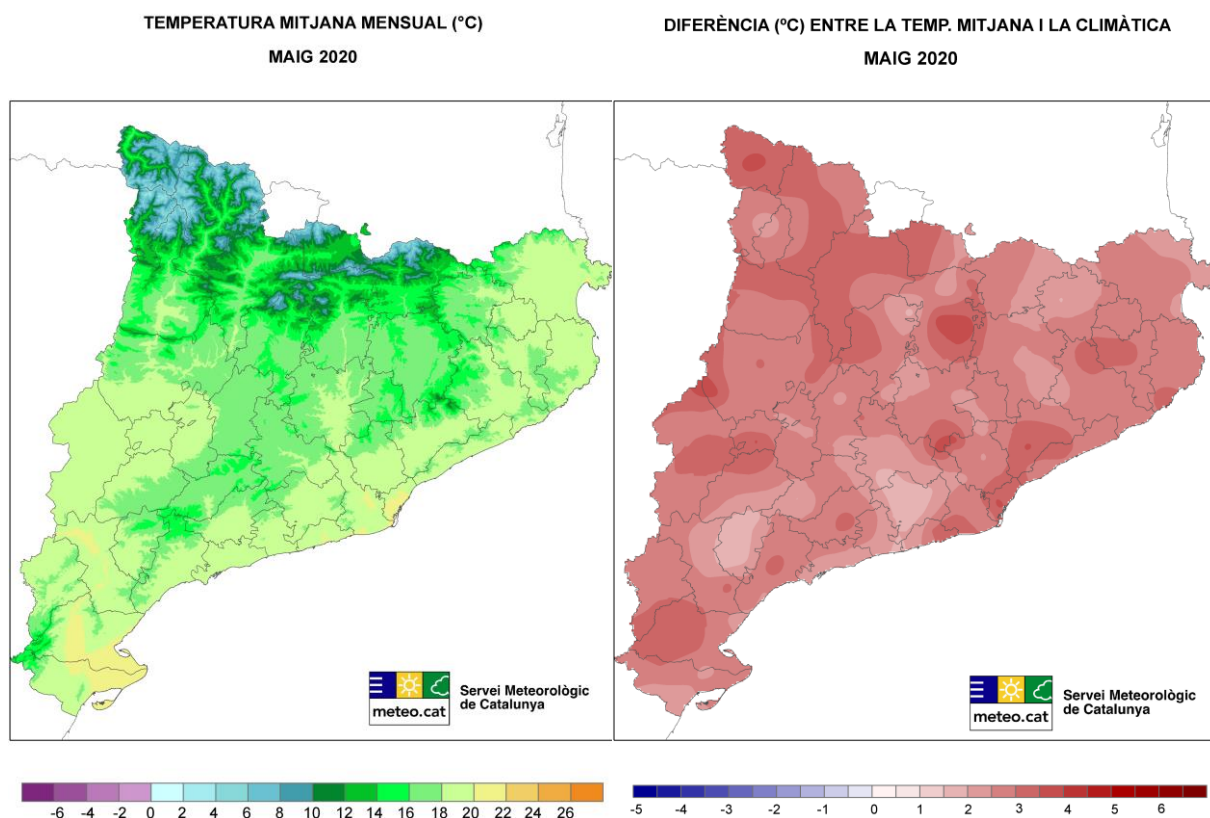 TEMPERATURA MITJANA MENSUAL (°C)
MAIG 2020
DIFERÈNCIA (ºC) ENTRE LA TEMP. MITJANA I LA CLIMÀTICA
MAIG 2020
meteo.cat
Servei Meteorològic
de Catalunya
meteo.cat
Servei Meteorològic
de Catalunya
-6 -4 -2 0 2 4 6 8 10 12 14 16 18 20 22 24 26
-5 -4 -3 -2 -1 0 1 2 3 4 5 6